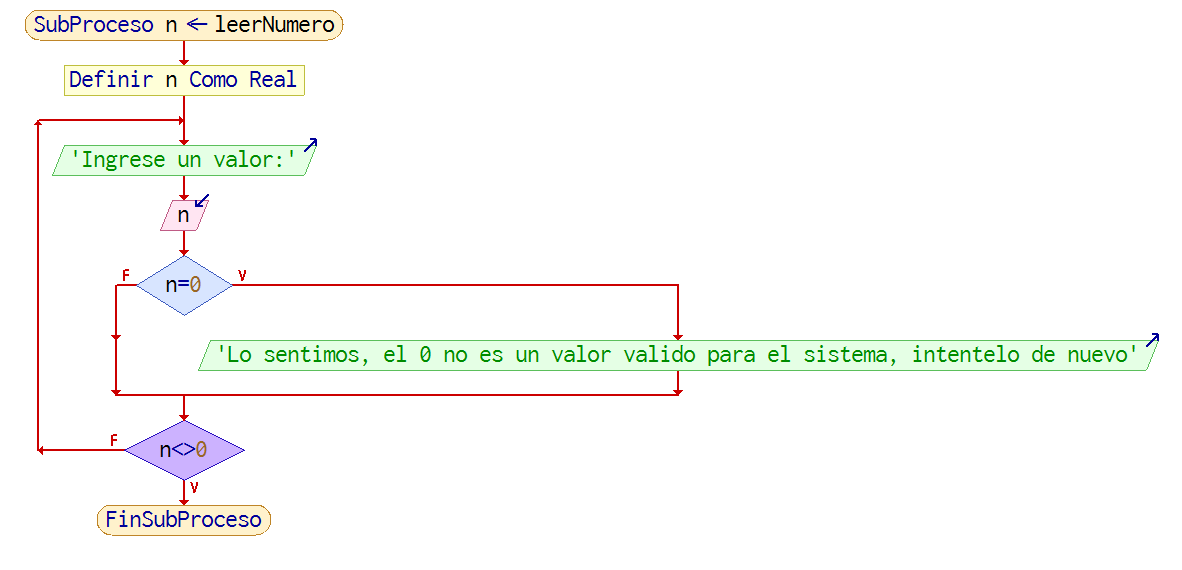 SubProceso n ← leerNumero
Definir n Como Real
'Ingrese un valor:'
n
F
n=0
V
'Lo sentimos, el 0 no es un valor valido para el sistema, intentelo de nuevo'
F
n<>0
V
FinSubProceso